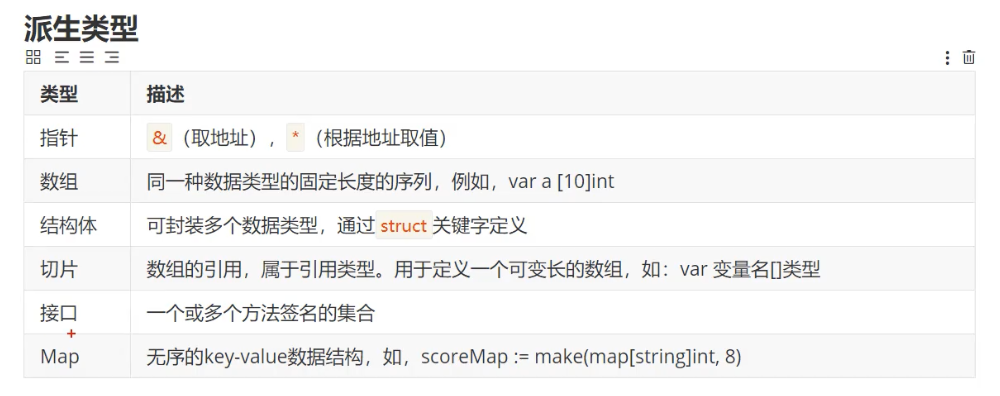 派生类型
类型 描述
指针 &（取地址），*（根据地址取值）
数组 同一种数据类型的固定长度的序列，例如，var a [10]int
结构体 可封装多个数据类型，通过struct关键字定义
切片 数组的引用，属于引用类型。用于定义一个可变长的数组，如：var 变量名[]类型
接口 一个或多个方法签名的集合
Map 无序的key-value数据结构，如，scoreMap := make(map[string]int, 8)